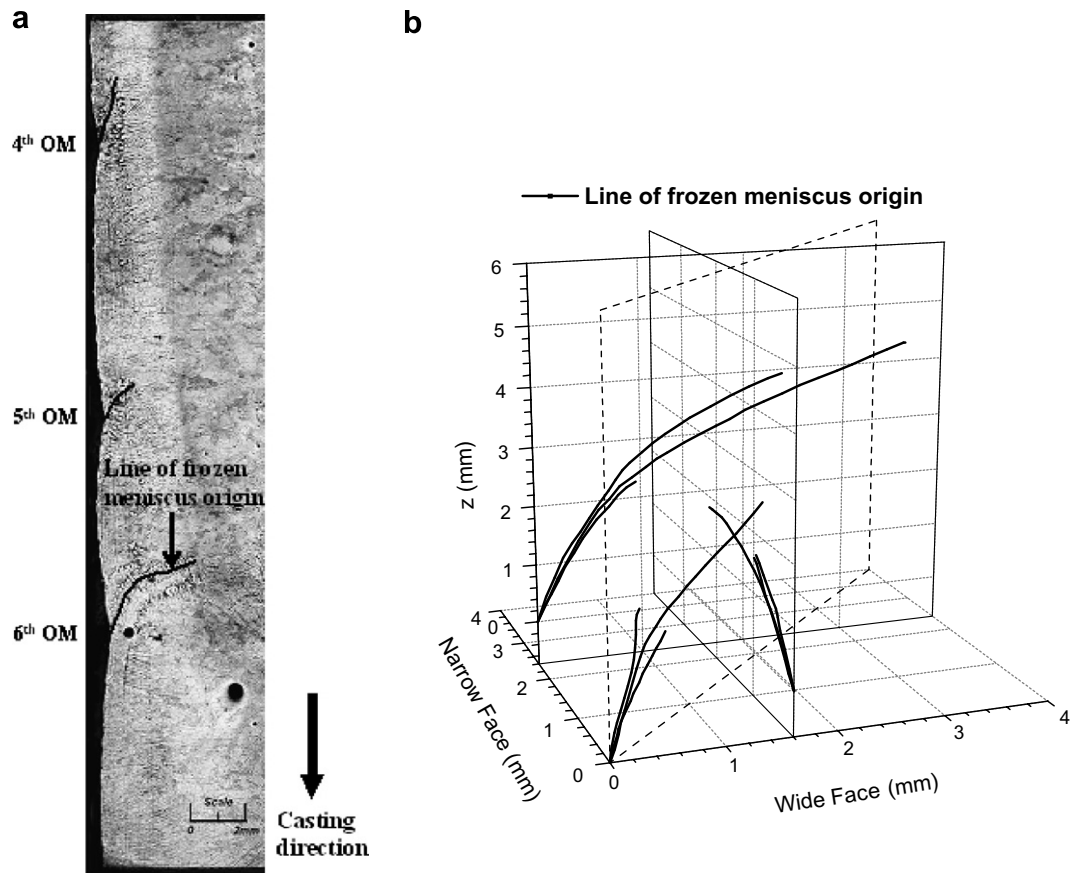 a
b
4th OM
5th OM
Line of frozen
meniscus origin
6th OM
Scale
0
2mm
Casting
direction
Line of frozen meniscus origin
6
5
4
3
2
1
0
z (mm)
4
3
2
1
0
Narrow Face (mm)
0
1
2
3
4
Wide Face (mm)